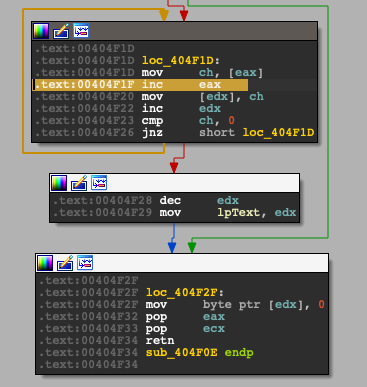 .text:00404F1D
.text:00404F1D loc_404F1D:
.text:00404F1D mov ch, [eax]
.text:00404F1F inc eax
.text:00404F20 mov [edx], ch
.text:00404F22 inc edx
.text:00404F23 cmp ch, 0
.text:00404F26 jnz short loc_404F1D
.text:00404F28 dec edx
.text:00404F29 mov lpText, edx
.text:00404F2F
.text:00404F2F loc_404F2F:
.text:00404F2F mov byte ptr [edx], 0
.text:00404F32 pop eax
.text:00404F33 pop ecx
.text:00404F34 retn
.text:00404F34 sub_404F0E endp
.text:00404F34